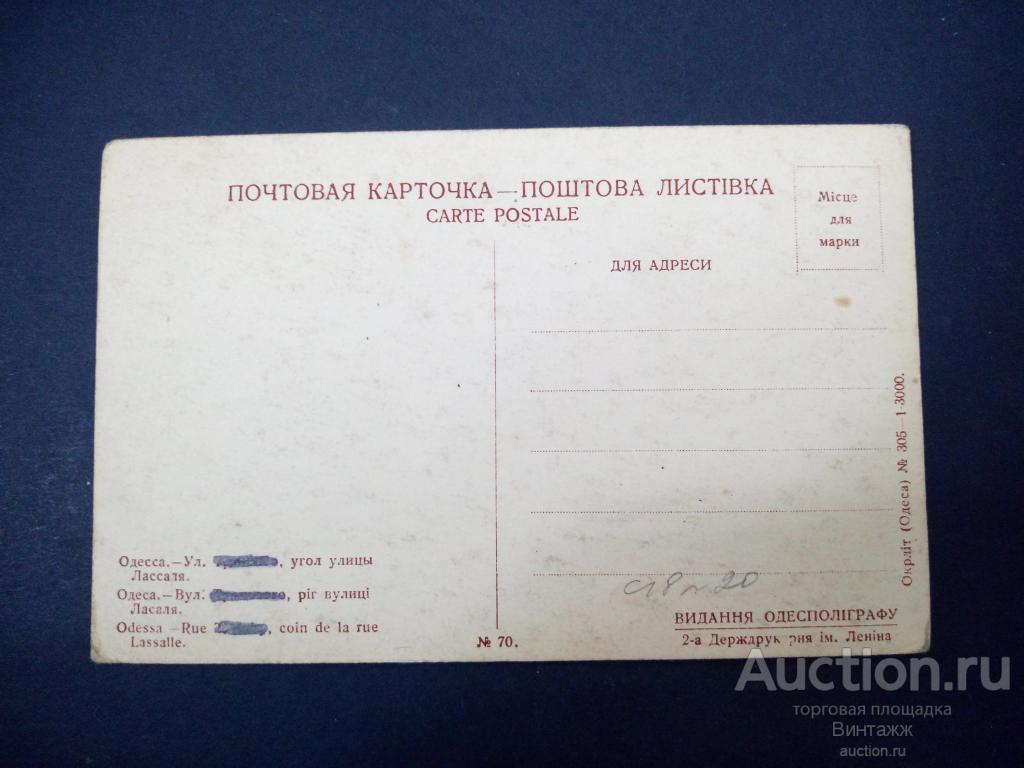 ПОЧТОВАЯ КАРТОЧКА — ПОШТОВА ЛИСТІВКА
CARTE POSTALE
Місце
для
марки
ДЛЯ АДРЕСИ
Одесса.—Ул. , угол улицы
Лассаля.
Одеса.—Вул. , ріг вулиці
Ласаля.
Odessa—Rue , coin de la rue
Lassalle.
№ 70.
ВИДАННЯ ОДЕСПОЛІГРАФУ
2-а Держдрук рня ім. Леніна
Окрліт (Одеса) № 305—1-3000.
Auction.ru
торговая площадка
Винтажж
auction.ru